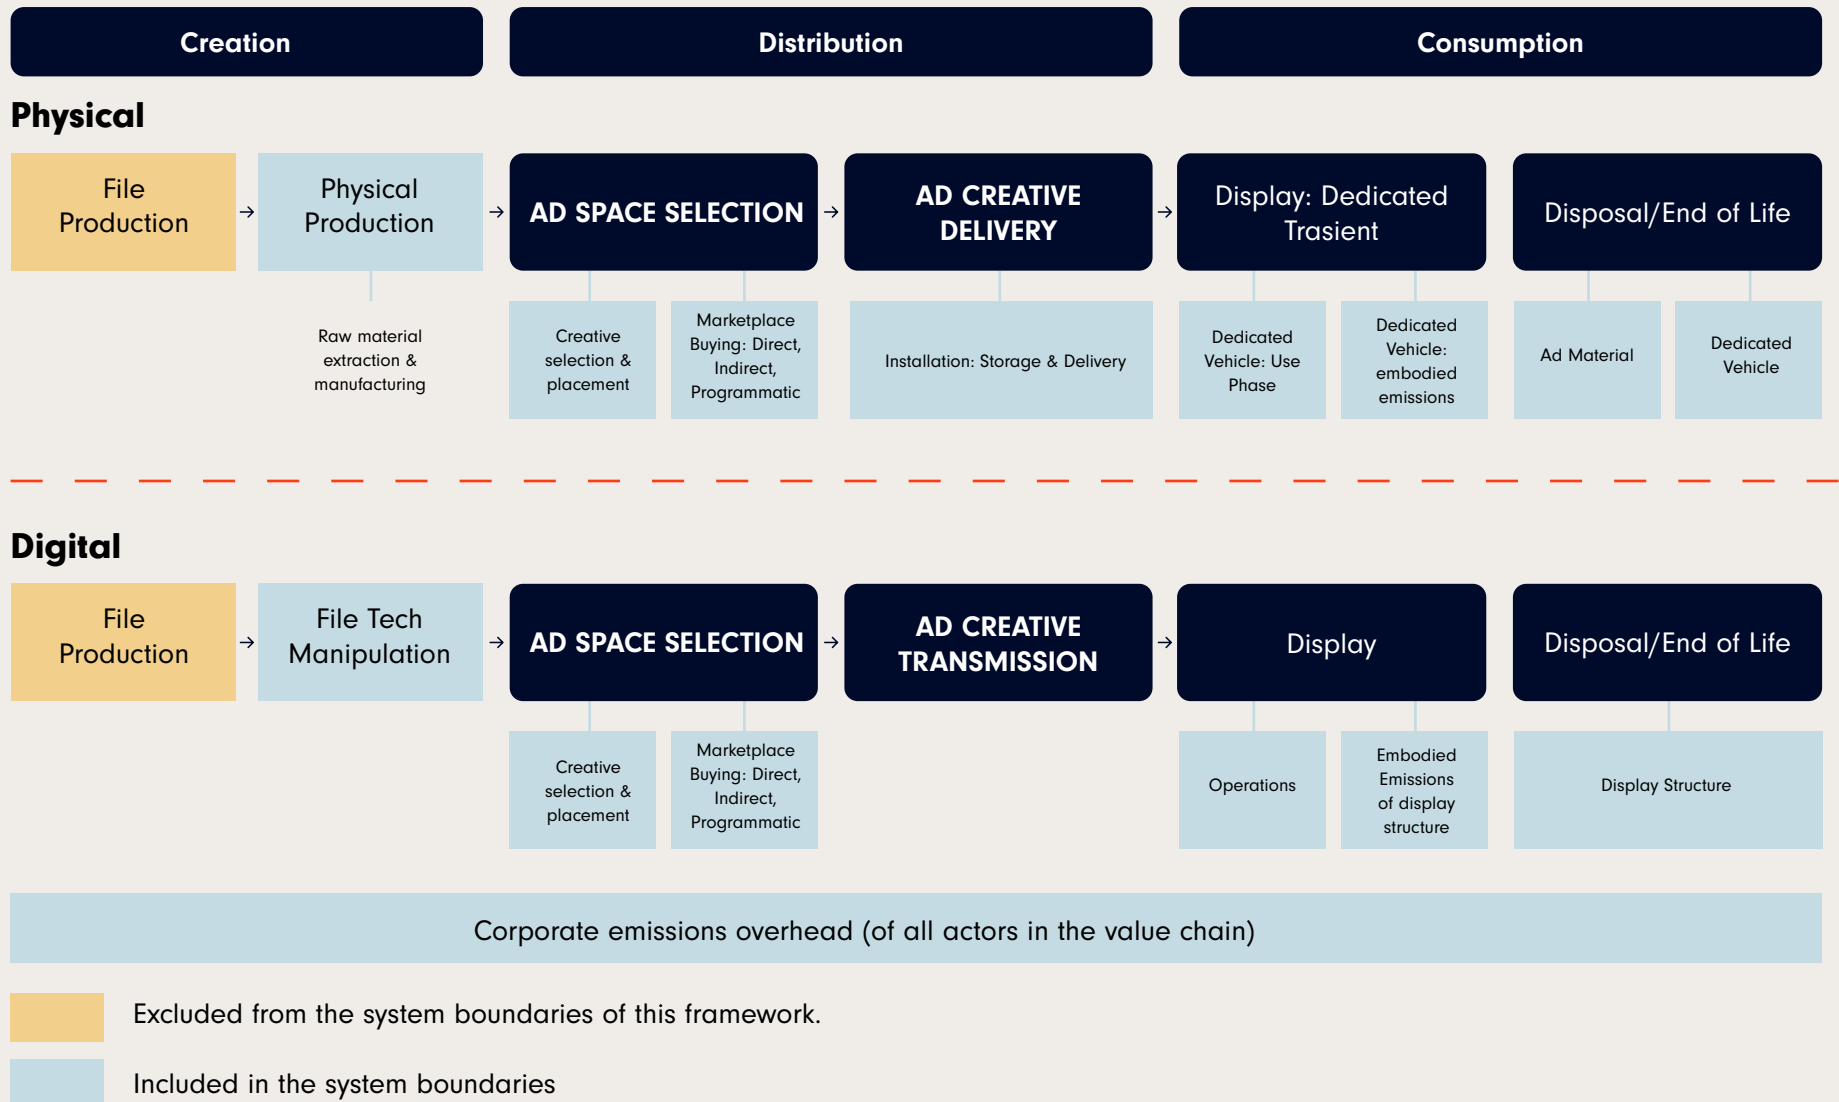 Creation
Distribution
Consumption
Physical
File
Production
Physical
Production
AD SPACE SELECTION
AD CREATIVE
DELIVERY
Display: Dedicated
Trasient
Disposal/End of Life
Raw material
extraction &
manufacturing
Creative
selection &
placement
Marketplace
Buying: Direct,
Indirect,
Programmatic
Installation: Storage & Delivery
Dedicated
Vehicle: Use
Phase
Dedicated
Vehicle:
embodied
emissions
Ad Material
Dedicated
Vehicle
Digital
File
Production
File Tech
Manipulation
AD SPACE SELECTION
AD CREATIVE
TRANSMISSION
Display
Disposal/End of Life
Creative
selection &
placement
Marketplace
Buying: Direct,
Indirect,
Programmatic
Operations
Embodied
Emissions
of display
structure
Display Structure
Corporate emissions overhead (of all actors in the value chain)
Excluded from the system boundaries of this framework.
Included in the system boundaries